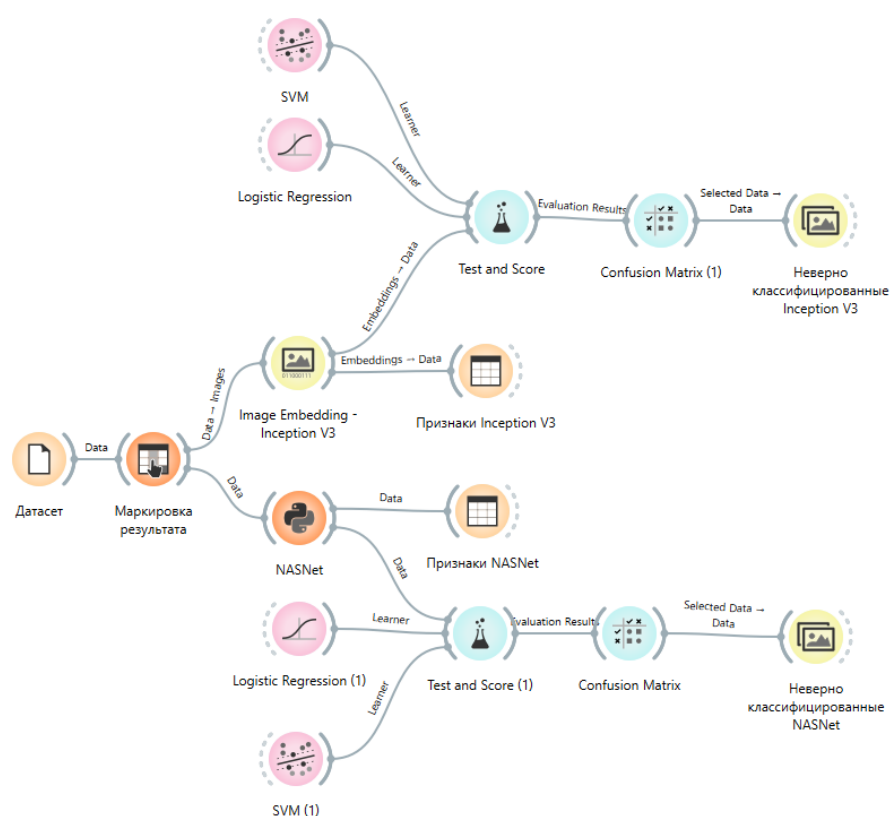 SVM
Learner
Logistic Regression
Learner
Evaluation Results
Selected Data →
Data
Test and Score
Confusion Matrix (1)
Неверно
классифицированные
Inception V3
Embeddings → Data
Embeddings → Data
Data → Images
Image Embedding -
Inception V3
Признаки Inception V3
Data
Датасет
Маркировка
результата
Data
Data
NASNet
Признаки NASNet
Data
Learner
Evaluation Results
Selected Data →
Data
Logistic Regression (1)
Test and Score (1)
Confusion Matrix
Неверно
классифицированные
NASNet
Learner
SVM (1)
011000111